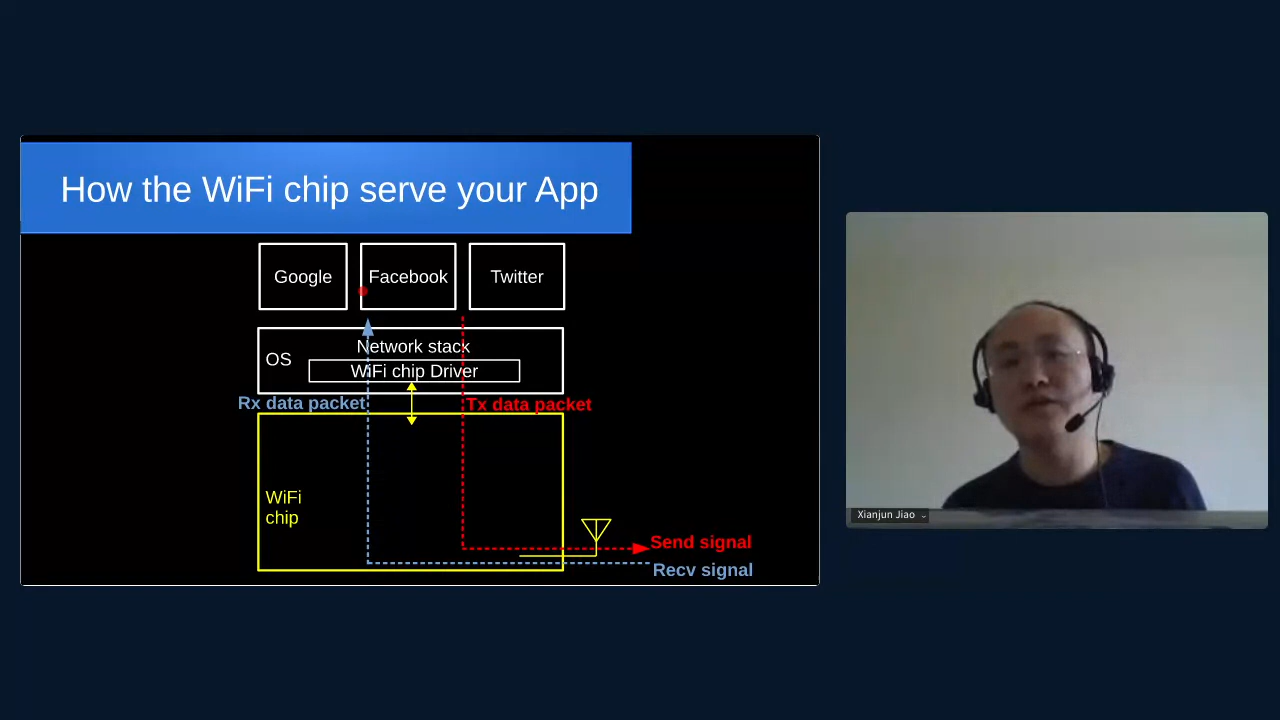 How the WiFi chip serve your App
Google
Facebook
Twitter
OS
Network stack
WiFi chip Driver
Rx data packet
Tx data packet
WiFi
chip
Send signal
Recv signal
Xianjun Jiao